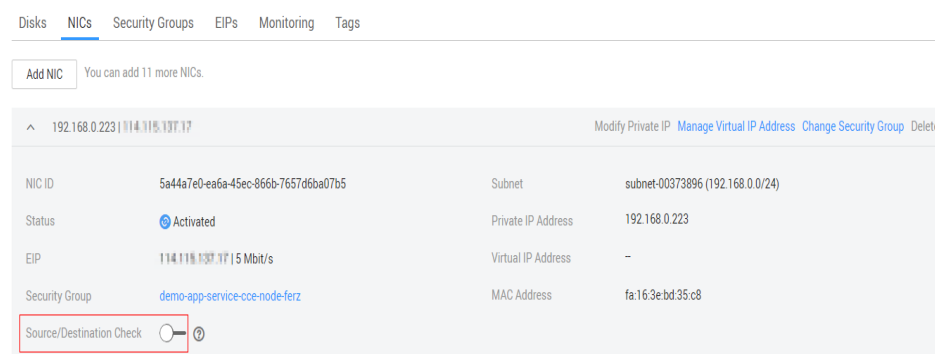 Disks NICs Security Groups EIPs Monitoring Tags
Add NIC You can add 11 more NICs.
192.168.0.223 |
Modify Private IP Manage Virtual IP Address Change Security Group Delete
NIC ID 5a44a7e0-ea6a-45ec-866b-7657d6ba07b5 Subnet subnet-00373896 (192.168.0.0/24)
Status Activated Private IP Address 192.168.0.223
EIP | 5 Mbit/s Virtual IP Address –
Security Group demo-app-service-cce-node-ferz MAC Address fa:16:3e:bd:35:c8
Source/Destination Check ?